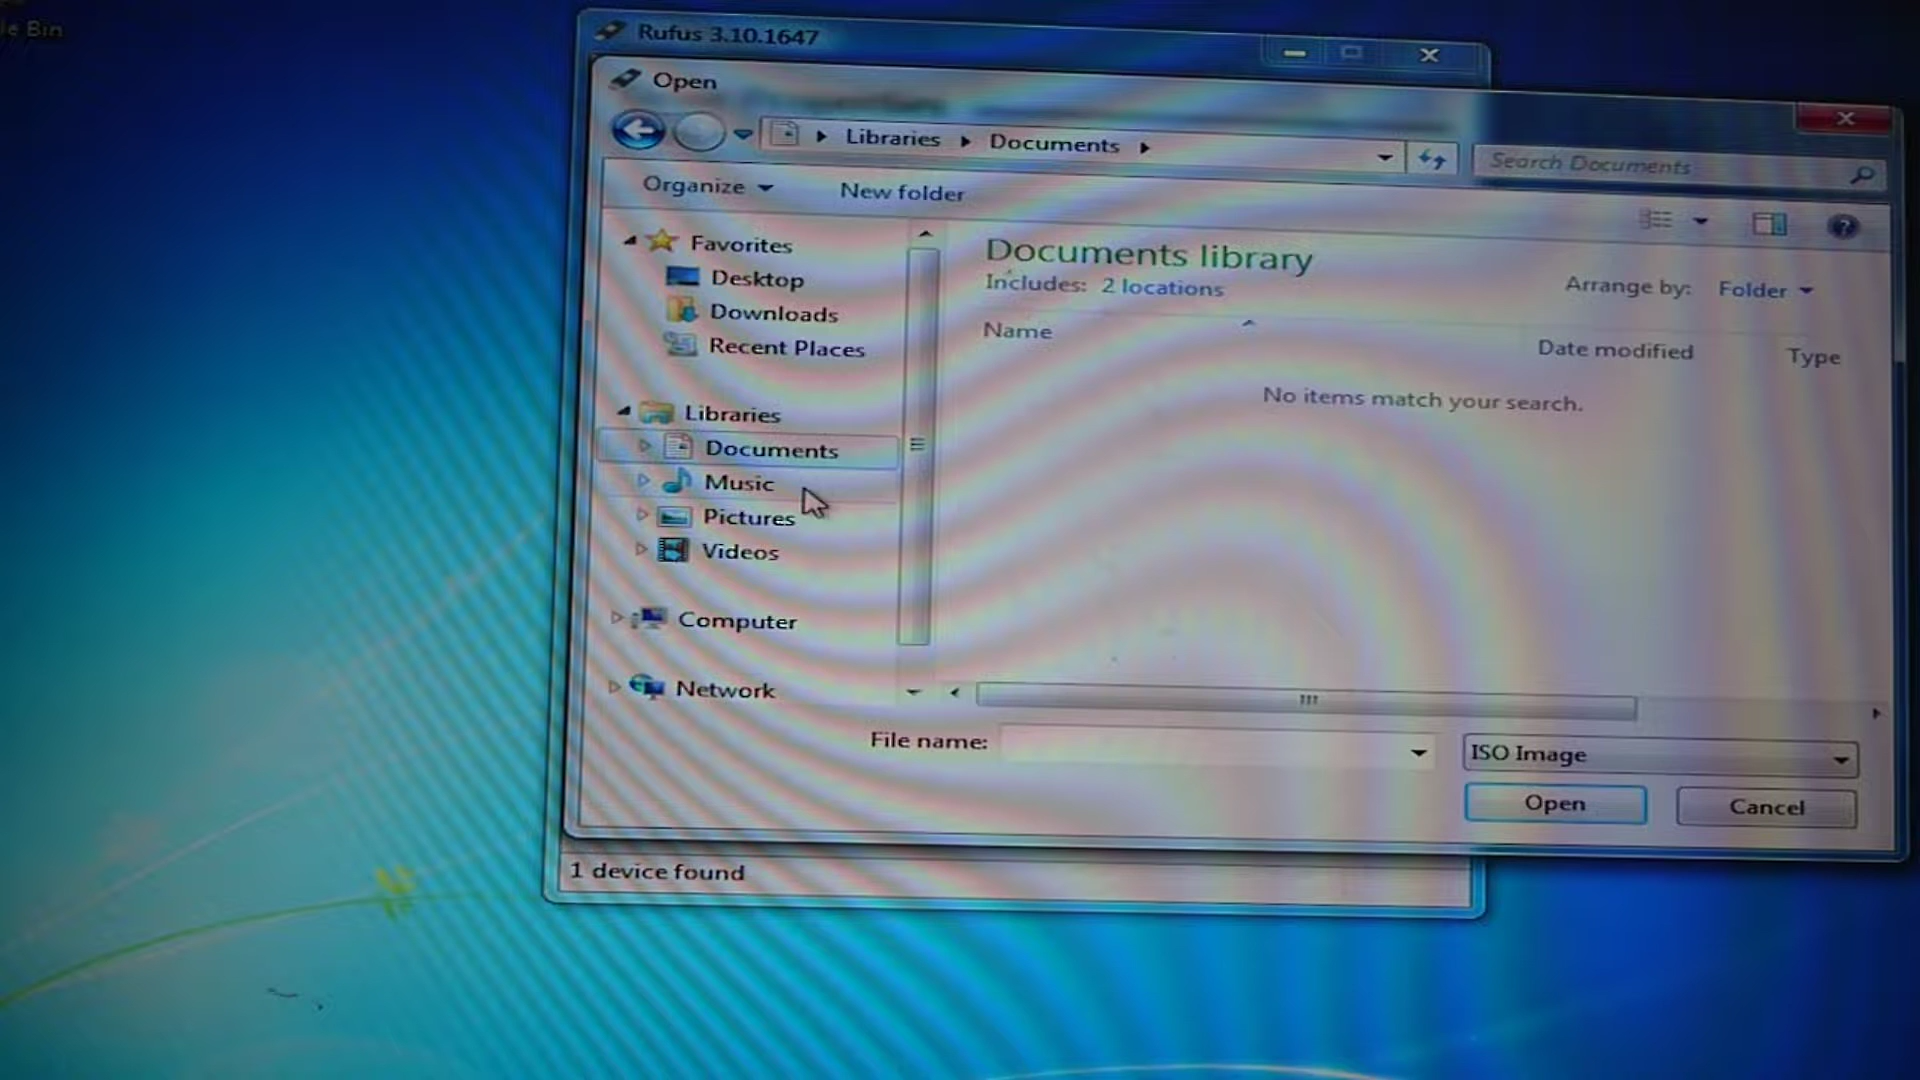 le Bin
Rufus 3.10.1647
Open
Libraries Documents
Search Documents
Organize New folder
Favorites
Desktop
Downloads
Recent Places
Libraries
Documents
Music
Pictures
Videos
Computer
Network
Documents library
Includes: 2 locations
Arrange by: Folder
Name Date modified Type
No items match your search.
File name:
ISO Image
Open Cancel
1 device found